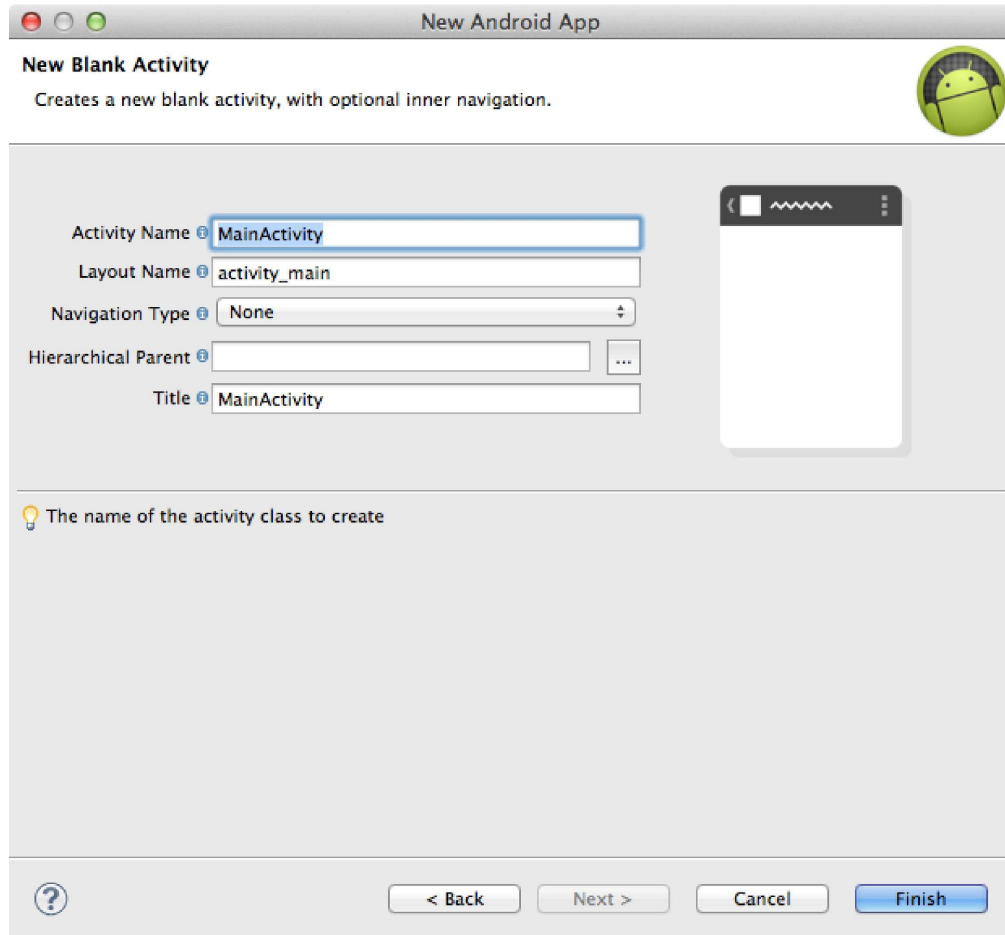 New Android App
New Blank Activity
Creates a new blank activity, with optional inner navigation.
Activity Name MainActivity
Layout Name activity_main
Navigation Type None
Hierarchical Parent ...
Title MainActivity
The name of the activity class to create
? < Back Next > Cancel Finish